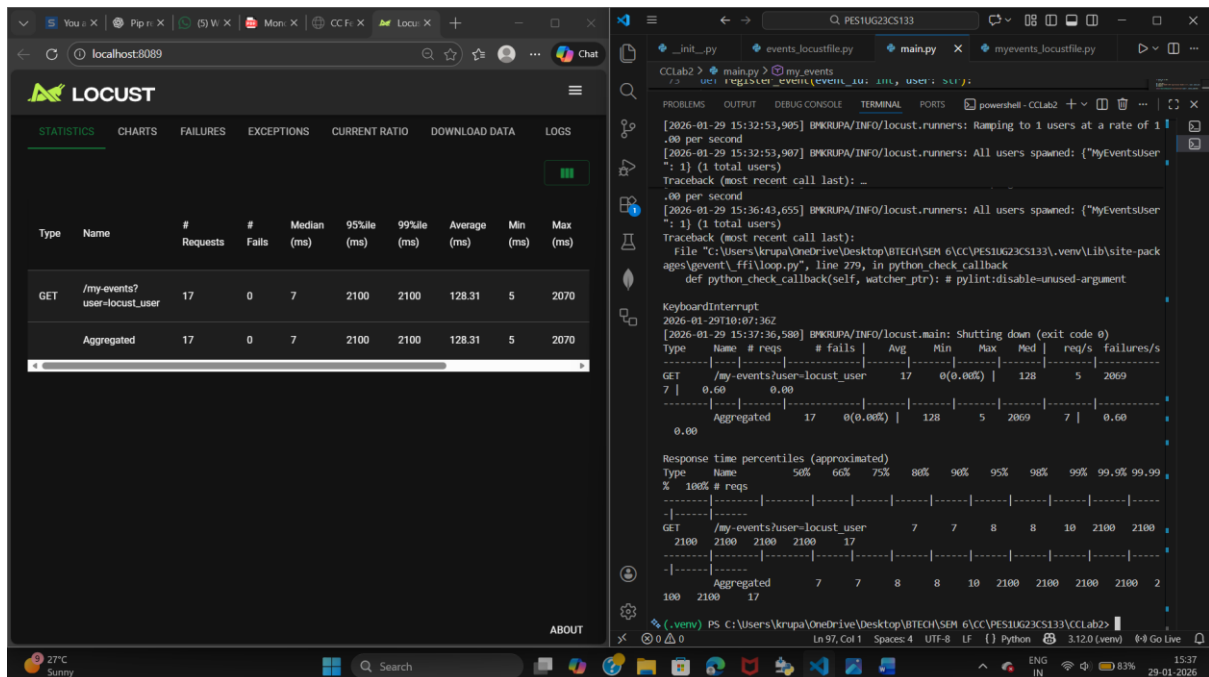 You a
Pip n
(5) W
Mon
CC F
Locus
localhost:8089
Chat
LOCUST
STATISTICS CHARTS FAILURES EXCEPTIONS CURRENT RATIO DOWNLOAD DATA LOGS
Type Name # Requests # Fails Median (ms) 95%ile (ms) 99%ile (ms) Average (ms) Min (ms) Max (ms)
GET /my-events?user=locust_user 17 0 7 2100 2100 128.31 5 2070
Aggregated 17 0 7 2100 2100 128.31 5 2070
ABOUT
PES1UG23CS133
__init__.py events_locustfile.py main.py myevents_locustfile.py
CCLab2 > main.py > my_events
75 def register_event(event_id: int, user: str):
PROBLEMS OUTPUT DEBUG CONSOLE TERMINAL PORTS powershell - CCLab2
[2026-01-29 15:32:53,905] BMKRUPA/INFO/locust.runners: Ramping to 1 users at a rate of 1
.00 per second
[2026-01-29 15:32:53,907] BMKRUPA/INFO/locust.runners: All users spawned: {"MyEventsUser
": 1} (1 total users)
Traceback (most recent call last): …
.00 per second
[2026-01-29 15:36:43,655] BMKRUPA/INFO/locust.runners: All users spawned: {"MyEventsUser
": 1} (1 total users)
Traceback (most recent call last):
File "C:\Users\krupa\OneDrive\Desktop\BTECH\SEM 6\CC\PES1UG23CS133\.venv\Lib\site-pack
ages\gevent\_ffi\loop.py", line 279, in python_check_callback
def python_check_callback(self, watcher_ptr): # pylint:disable=unused-argument
KeyboardInterrupt
2026-01-29T10:07:36Z
[2026-01-29 15:37:36,580] BMKRUPA/INFO/locust.main: Shutting down (exit code 0)
Type Name # reqs # fails | Avg Min Max Med | req/s failures/s
--------|----|-------|-------------|-------|-------|-------|-------|--------|-----------
GET /my-events?user=locust_user 17 0(0.00%) | 128 5 2069
7 | 0.60 0.00
--------|----|-------|-------------|-------|-------|-------|-------|--------|-----------
Aggregated 17 0(0.00%) | 128 5 2069 7 | 0.60
0.00
Response time percentiles (approximated)
Type Name 50% 66% 75% 80% 90% 95% 98% 99% 99.9% 99.99
% 100% # reqs
--------|--------|--------|------|------|------|------|------|------|------|------|-----
-|------|------
GET /my-events?user=locust_user 7 7 8 8 10 2100 2100
2100 2100 2100 2100 17
--------|--------|--------|------|------|------|------|------|------|------|------|-----
-|------|------
Aggregated 7 7 8 8 10 2100 2100 2100 2100 2
100 2100 17
(.venv) PS C:\Users\krupa\OneDrive\Desktop\BTECH\SEM 6\CC\PES1UG23CS133\CCLab2>
0 0 Ln 97, Col 1 Spaces: 4 UTF-8 LF { } Python 3.12.0 (.venv) Go Live
9 27°C
Sunny
Search
ENG
IN
83%
15:37
29-01-2026